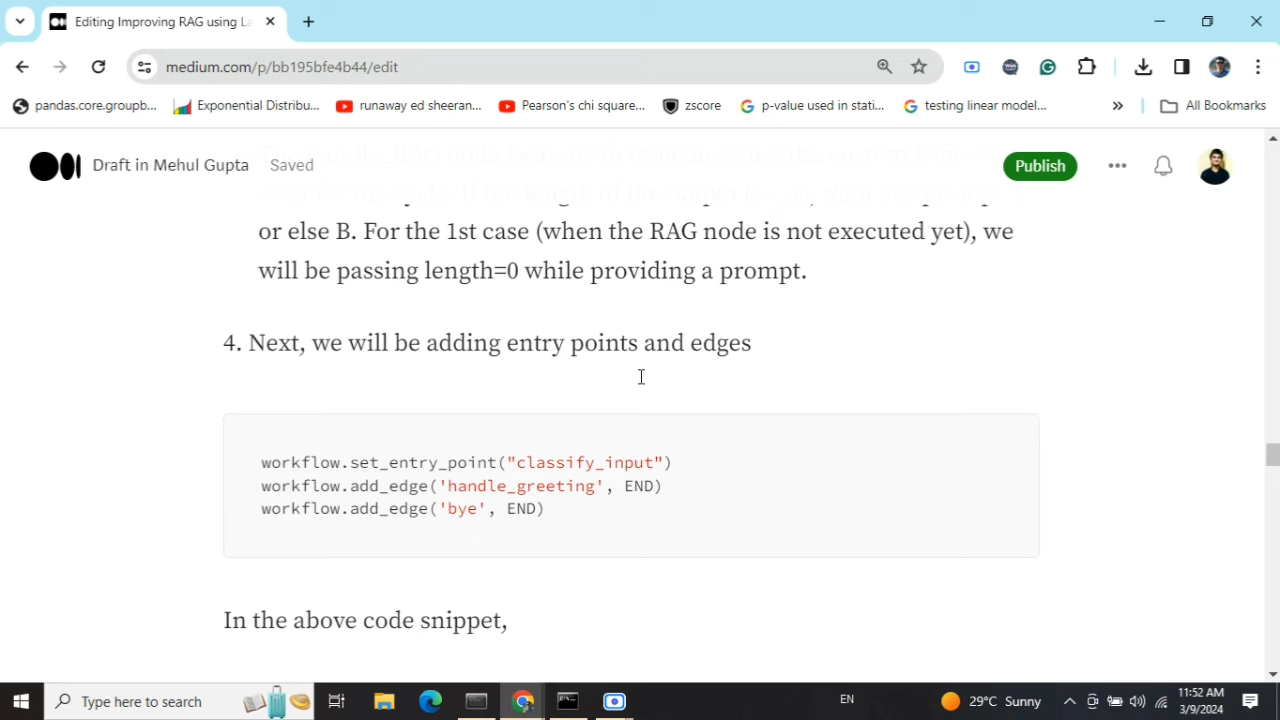 Editing Improving RAG using La
medium.com/p/bb195bfe4b44/edit
pandas.core.groupb...
Exponential Distribu...
runaway ed sheeran...
Pearson's chi square...
zscore
p-value used in stati...
testing linear model...
»
All Bookmarks
Draft in Mehul Gupta
Saved
Publish
or else B. For the 1st case (when the RAG node is not executed yet), we
will be passing length=0 while providing a prompt.
4. Next, we will be adding entry points and edges
workflow.set_entry_point("classify_input")
workflow.add_edge('handle_greeting', END)
workflow.add_edge('bye', END)
In the above code snippet,
Type here to search
EN
29°C Sunny
11:52 AM
3/9/2024